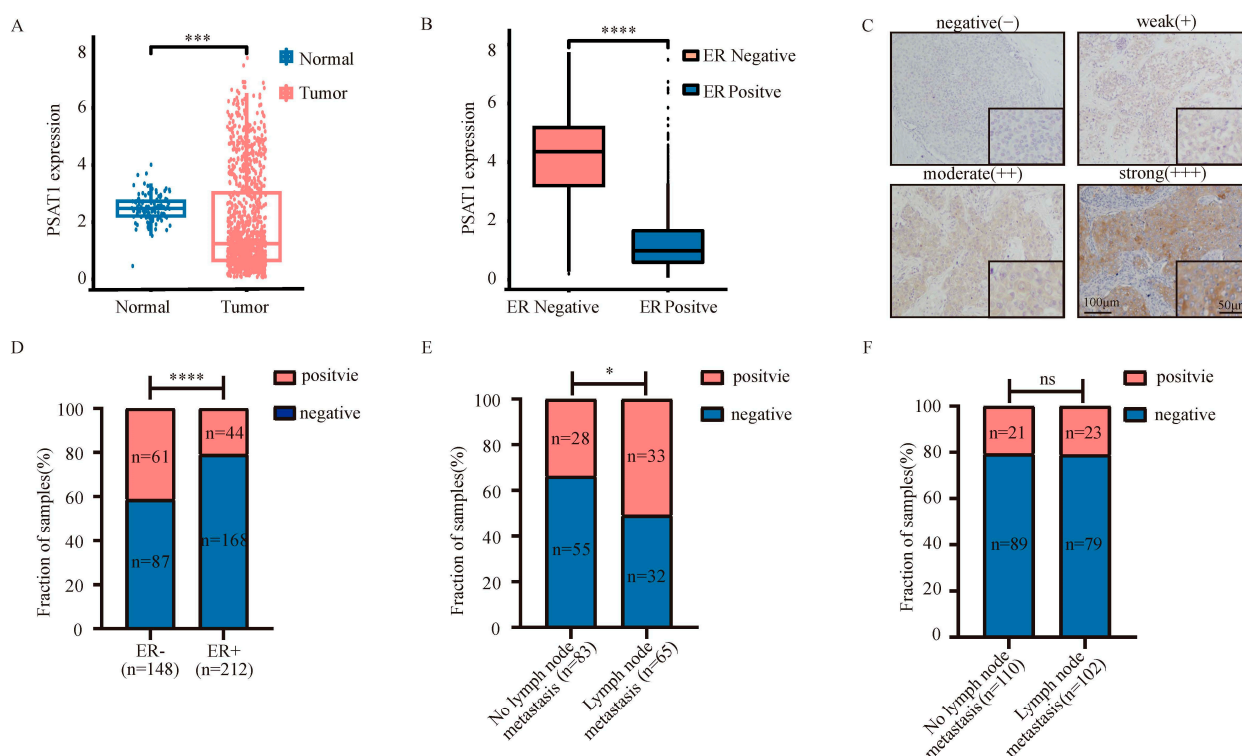 A
***
Normal
Tumor
PSAT1 expression
8
6
4
2
0
Normal
Tumor
B
****
ER Negative
ER Positve
PSAT1 expression
8
6
4
2
0
ER Negative
ER Positve
C
negative(−)
weak(+)
moderate(++)
strong(+++)
100μm
50μm
D
****
positvie
negative
Fraction of samples(%)
100
80
60
40
20
0
n=61
n=44
n=87
n=168
ER-
(n=148)
ER+
(n=212)
E
*
positvie
negative
Fraction of samples(%)
100
80
60
40
20
0
n=28
n=33
n=55
n=32
No lymph node
metastasis (n=83)
Lymph node
metastasis (n=65)
F
ns
positvie
negative
Fraction of samples(%)
100
80
60
40
20
0
n=21
n=23
n=89
n=79
No lymph node
metastasis (n=110)
Lymph node
metastasis (n=102)